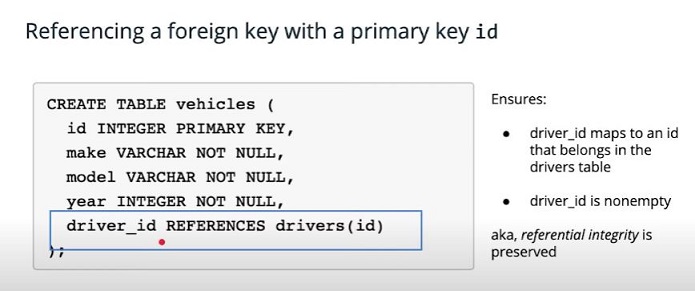 Referencing a foreign key with a primary key id
CREATE TABLE vehicles (
id INTEGER PRIMARY KEY,
make VARCHAR NOT NULL,
model VARCHAR NOT NULL,
year INTEGER NOT NULL,
driver_id REFERENCES drivers(id)
);
Ensures:
• driver_id maps to an id
that belongs in the
drivers table
• driver_id is nonempty
aka, referential integrity is
preserved